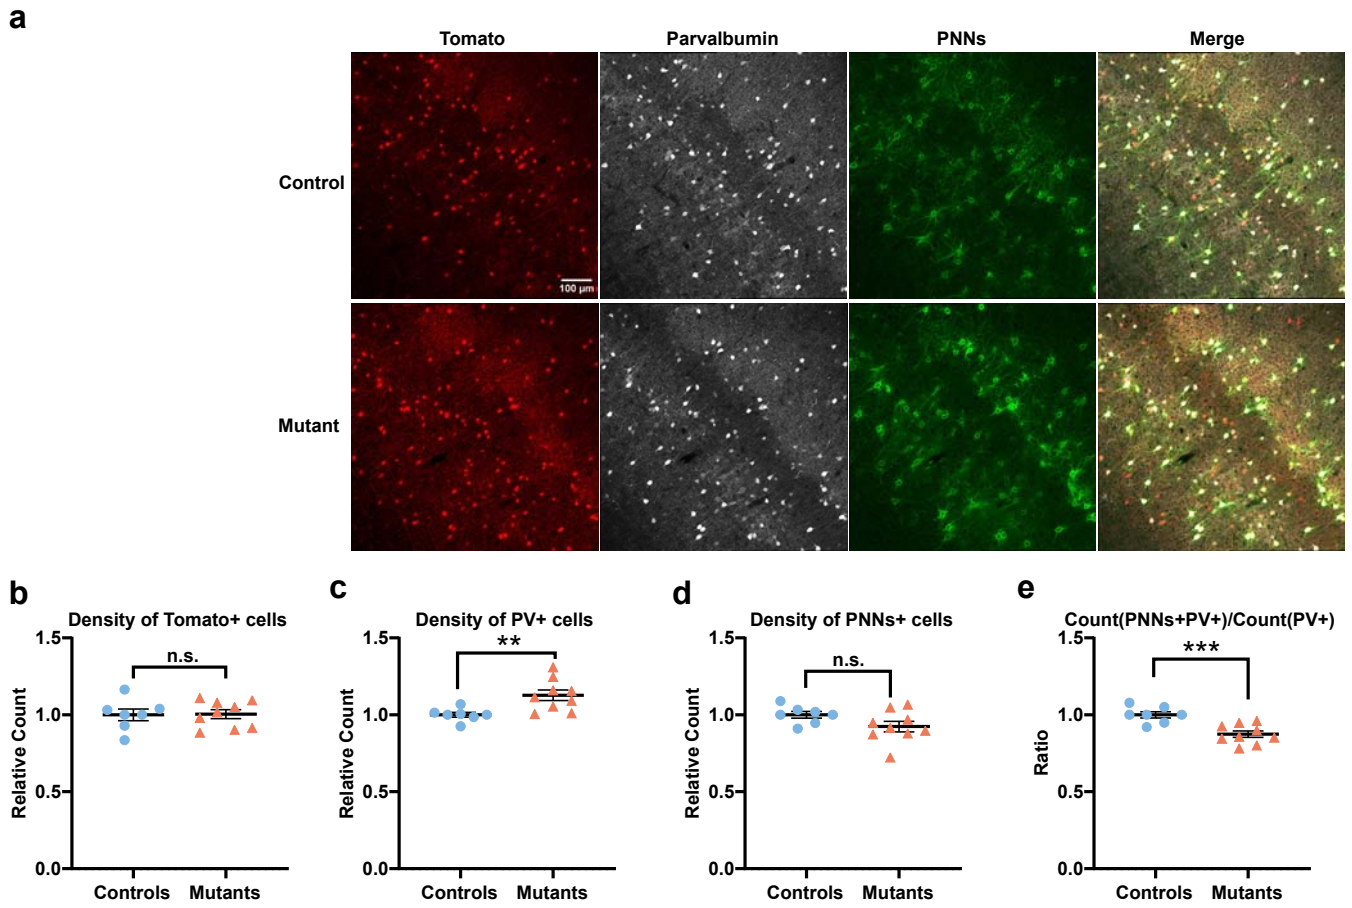 a
Tomato Parvalbumin PNNs Merge
Control
100 µm
Mutant
b
Density of Tomato+ cells
n.s.
Relative Count
1.5
1.0
0.5
0.0
Controls Mutants
c
Density of PV+ cells
**
Relative Count
1.5
1.0
0.5
0.0
Controls Mutants
d
Density of PNNs+ cells
n.s.
Relative Count
1.5
1.0
0.5
0.0
Controls Mutants
e
Count(PNNs+PV+)/Count(PV+)
***
Ratio
1.5
1.0
0.5
0.0
Controls Mutants